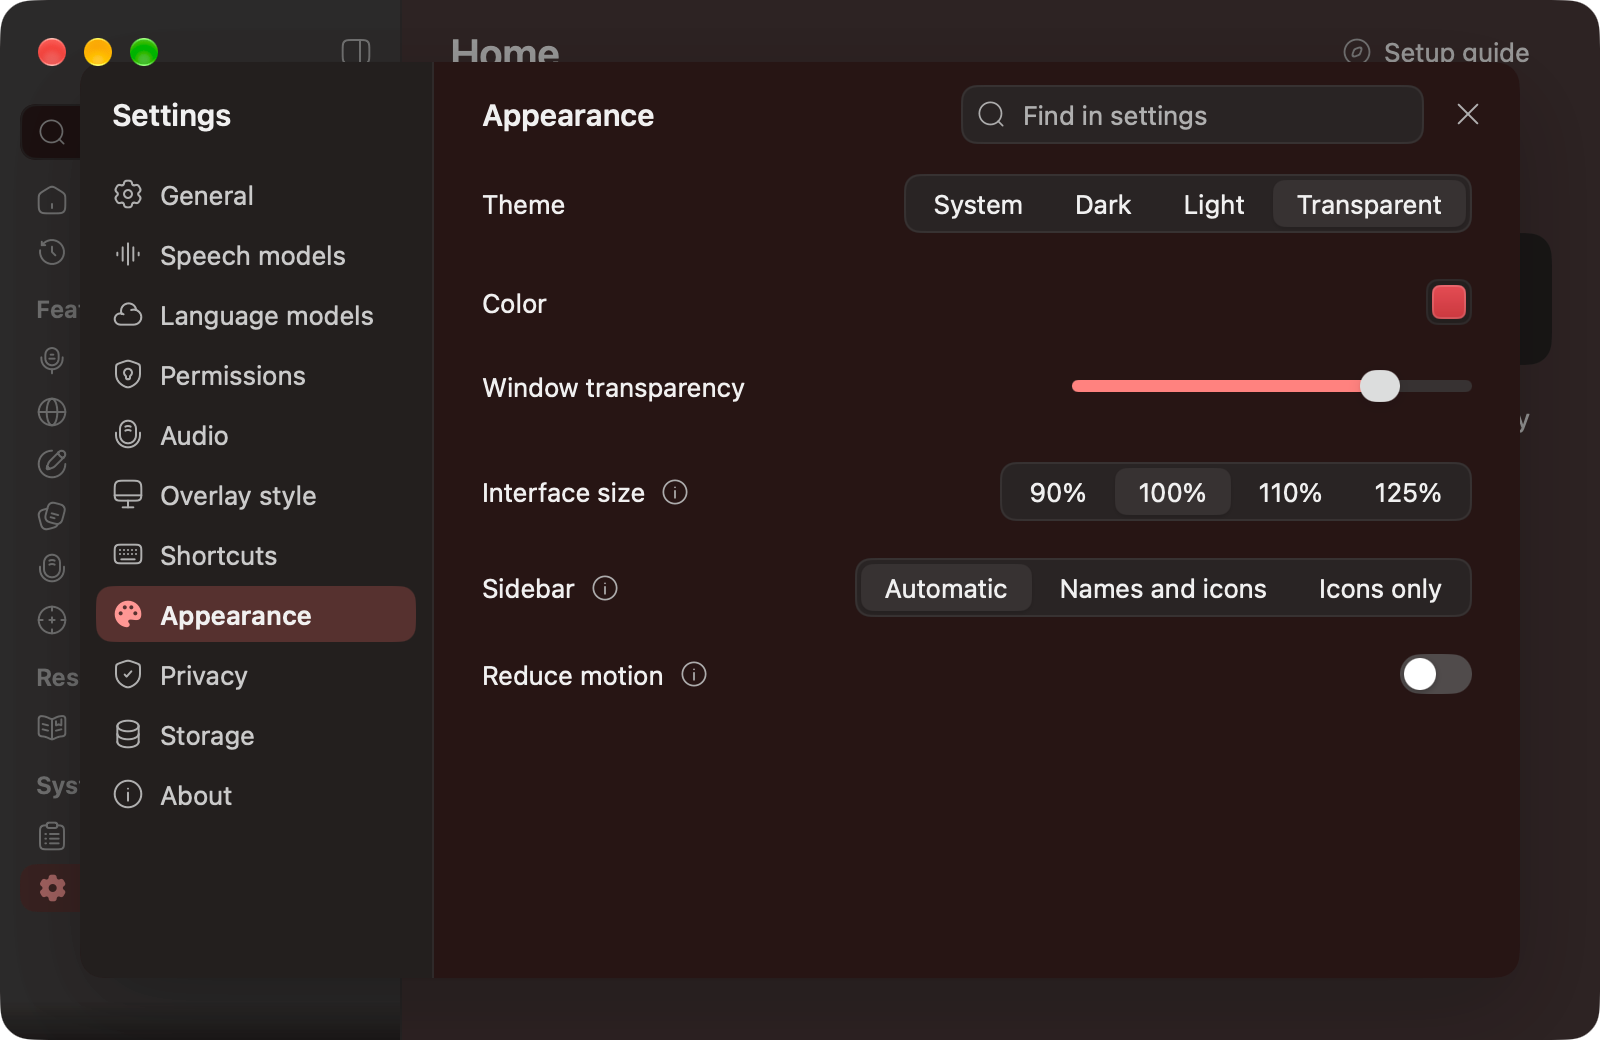 Home
Setup guide
Settings
Appearance
Find in settings
General
Speech models
Language models
Permissions
Audio
Overlay style
Shortcuts
Appearance
Privacy
Storage
About
Theme
System Dark Light Transparent
Color
Window transparency
Interface size
90% 100% 110% 125%
Sidebar
Automatic Names and icons Icons only
Reduce motion